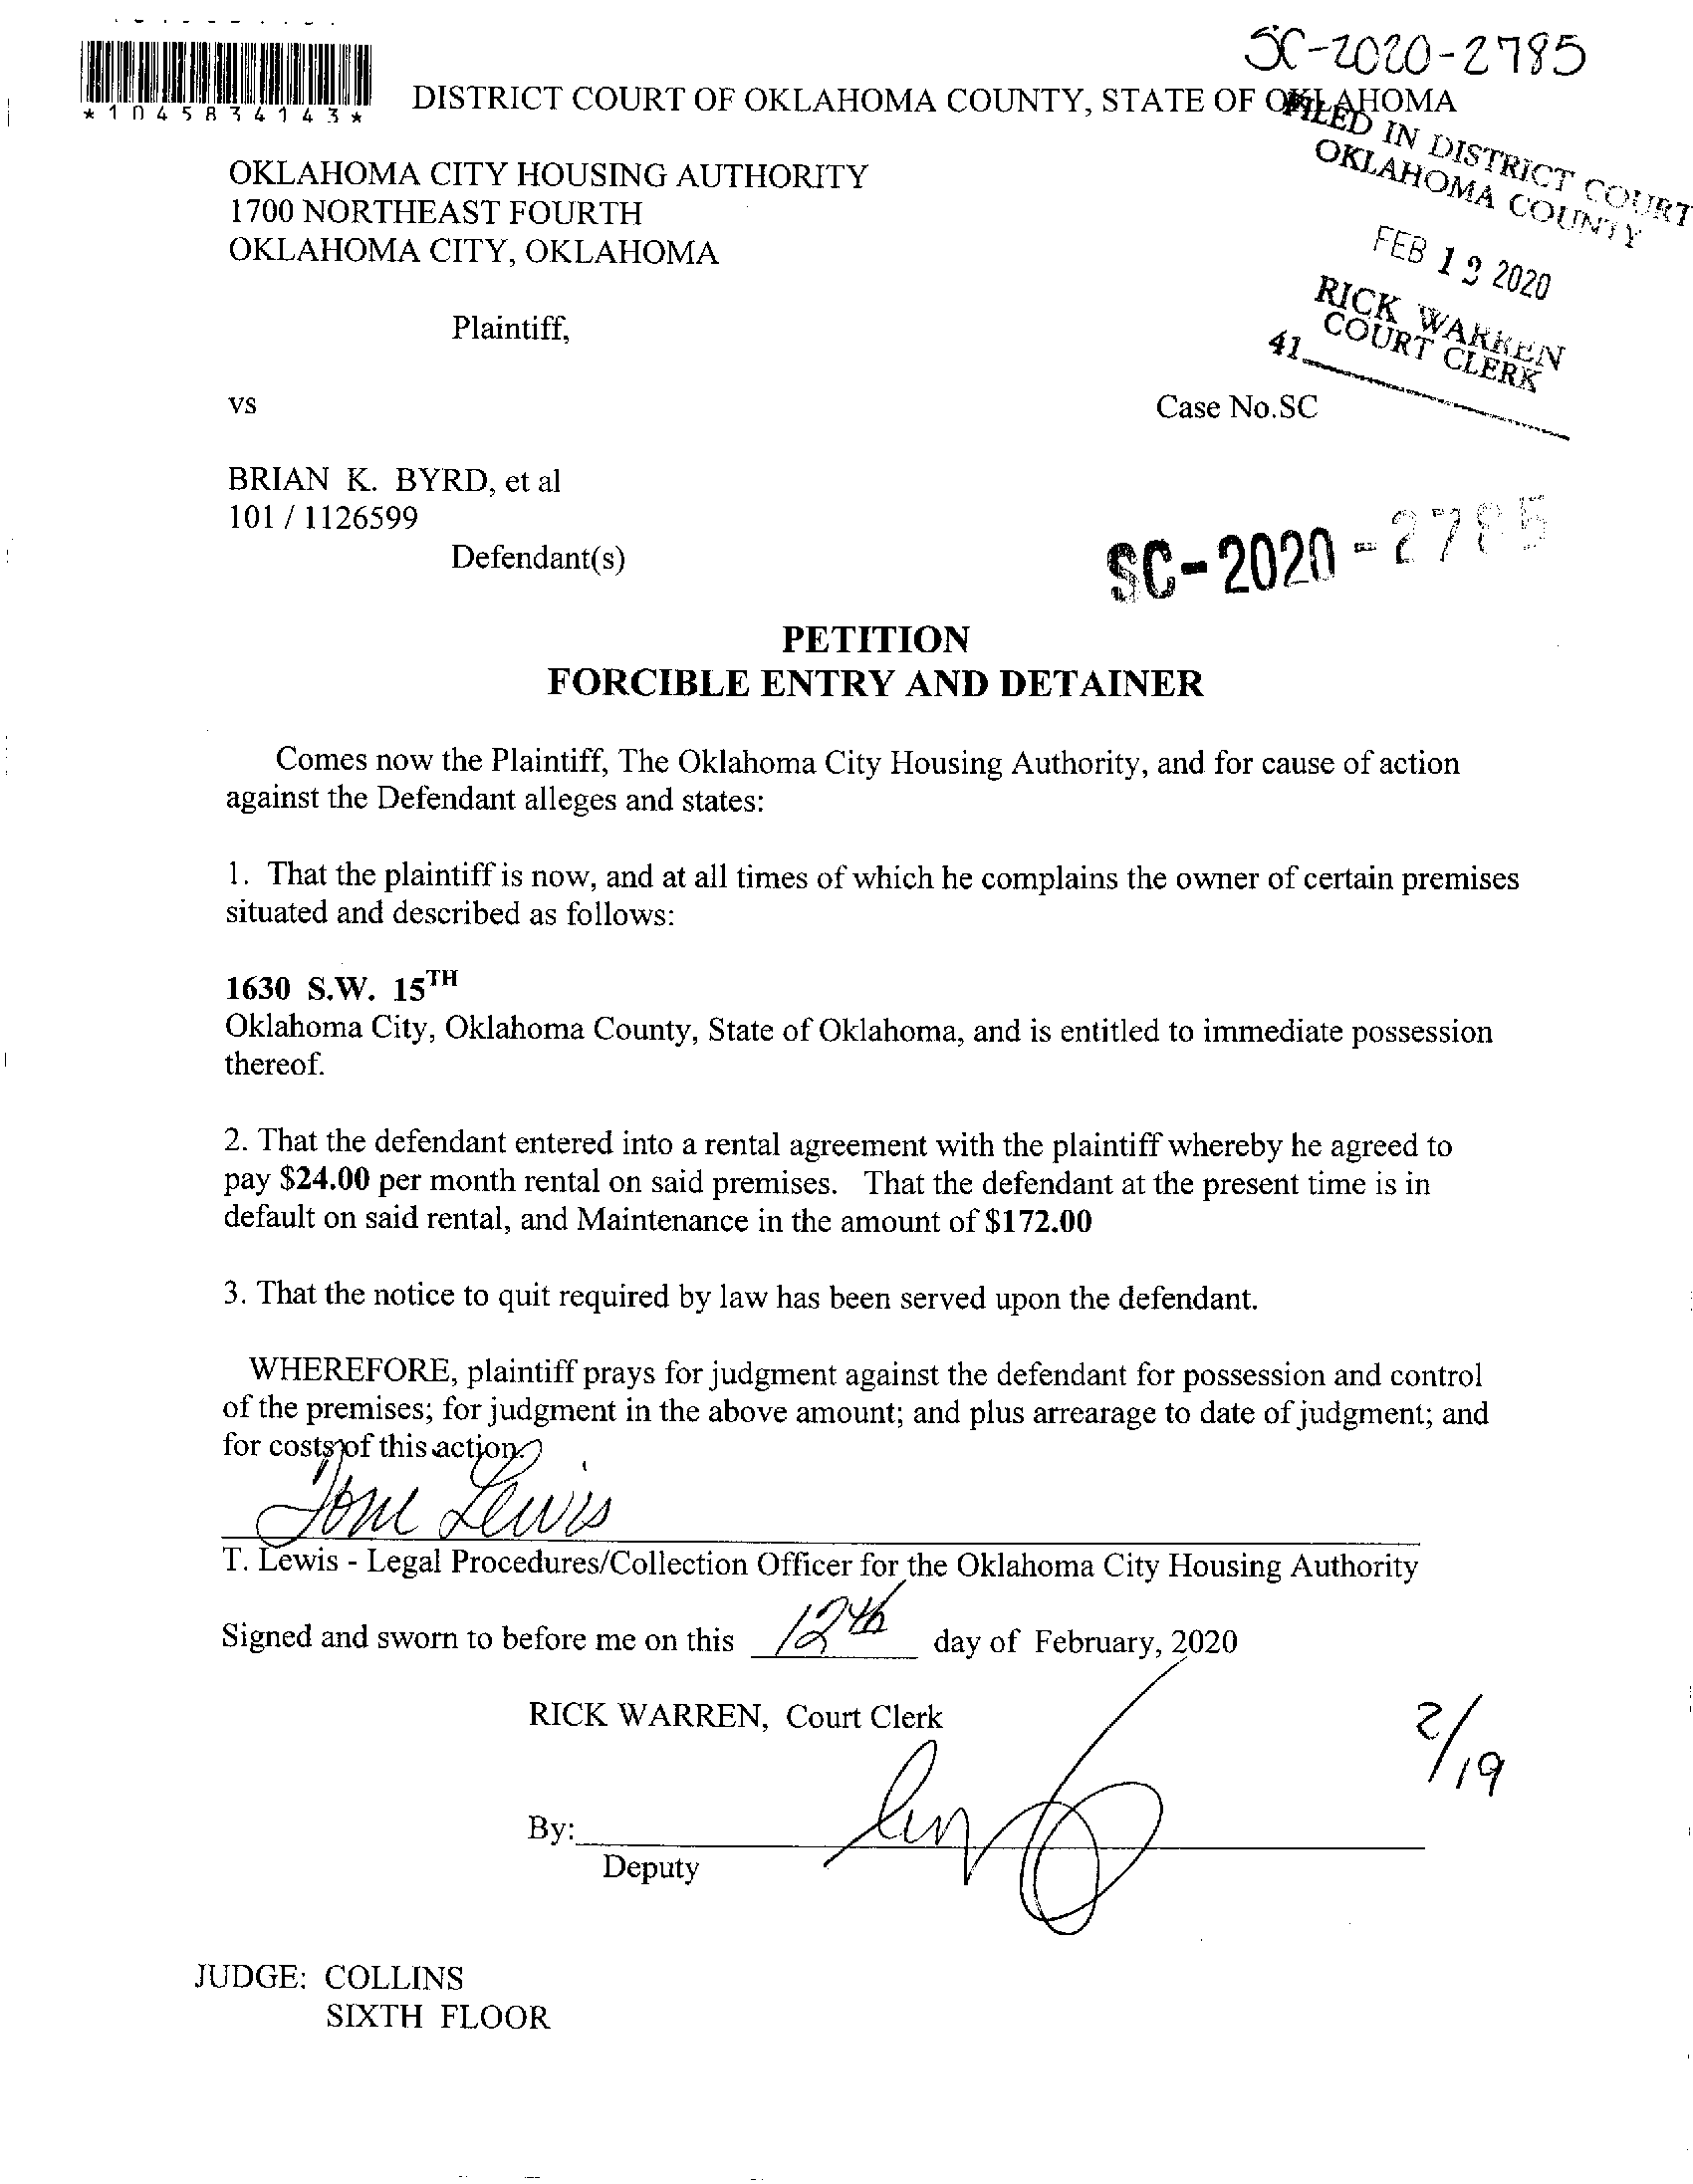 SC-2020-2785
*1045834143*
DISTRICT COURT OF OKLAHOMA COUNTY, STATE OF OKLAHOMA
FILED IN DISTRICT COURT
OKLAHOMA COUNTY
OKLAHOMA CITY HOUSING AUTHORITY
1700 NORTHEAST FOURTH
OKLAHOMA CITY, OKLAHOMA
FEB 12 2020
RICK WARREN
COURT CLERK
41
Plaintiff,
vs
Case No.SC
BRIAN K. BYRD, et al
101 / 1126599
Defendant(s)
SC-2020-2785
PETITION
FORCIBLE ENTRY AND DETAINER
Comes now the Plaintiff, The Oklahoma City Housing Authority, and for cause of action
against the Defendant alleges and states:
1. That the plaintiff is now, and at all times of which he complains the owner of certain premises
situated and described as follows:
1630 S.W. 15TH
Oklahoma City, Oklahoma County, State of Oklahoma, and is entitled to immediate possession
thereof.
2. That the defendant entered into a rental agreement with the plaintiff whereby he agreed to
pay $24.00 per month rental on said premises. That the defendant at the present time is in
default on said rental, and Maintenance in the amount of $172.00
3. That the notice to quit required by law has been served upon the defendant.
WHEREFORE, plaintiff prays for judgment against the defendant for possession and control
of the premises; for judgment in the above amount; and plus arrearage to date of judgment; and
for costs of this action.
Lewis
T. Lewis - Legal Procedures/Collection Officer for the Oklahoma City Housing Authority
Signed and sworn to before me on this 12th day of February, 2020
RICK WARREN, Court Clerk
2/19
By:
Deputy
JUDGE: COLLINS
SIXTH FLOOR